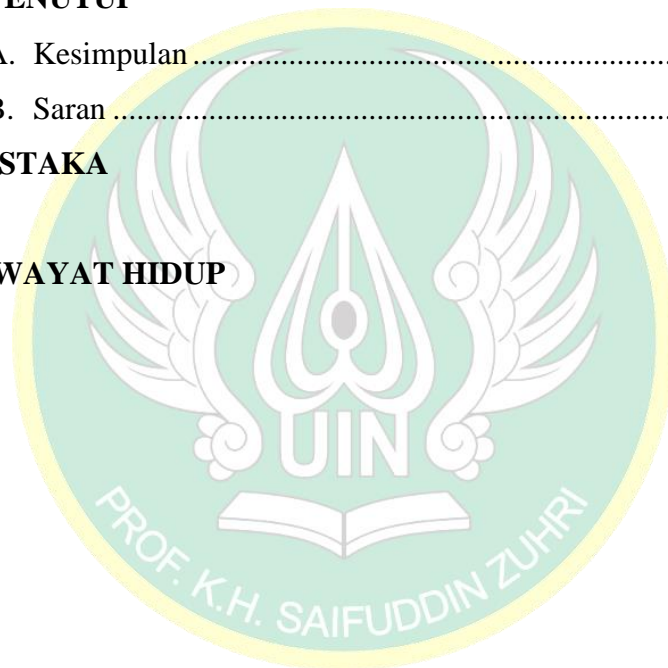 ENUTUP
A. Kesimpulan ..............................................................
B. Saran ........................................................................
STAKA
WAYAT HIDUP
UIN
PROF. K.H. SAIFUDDIN ZUHRI